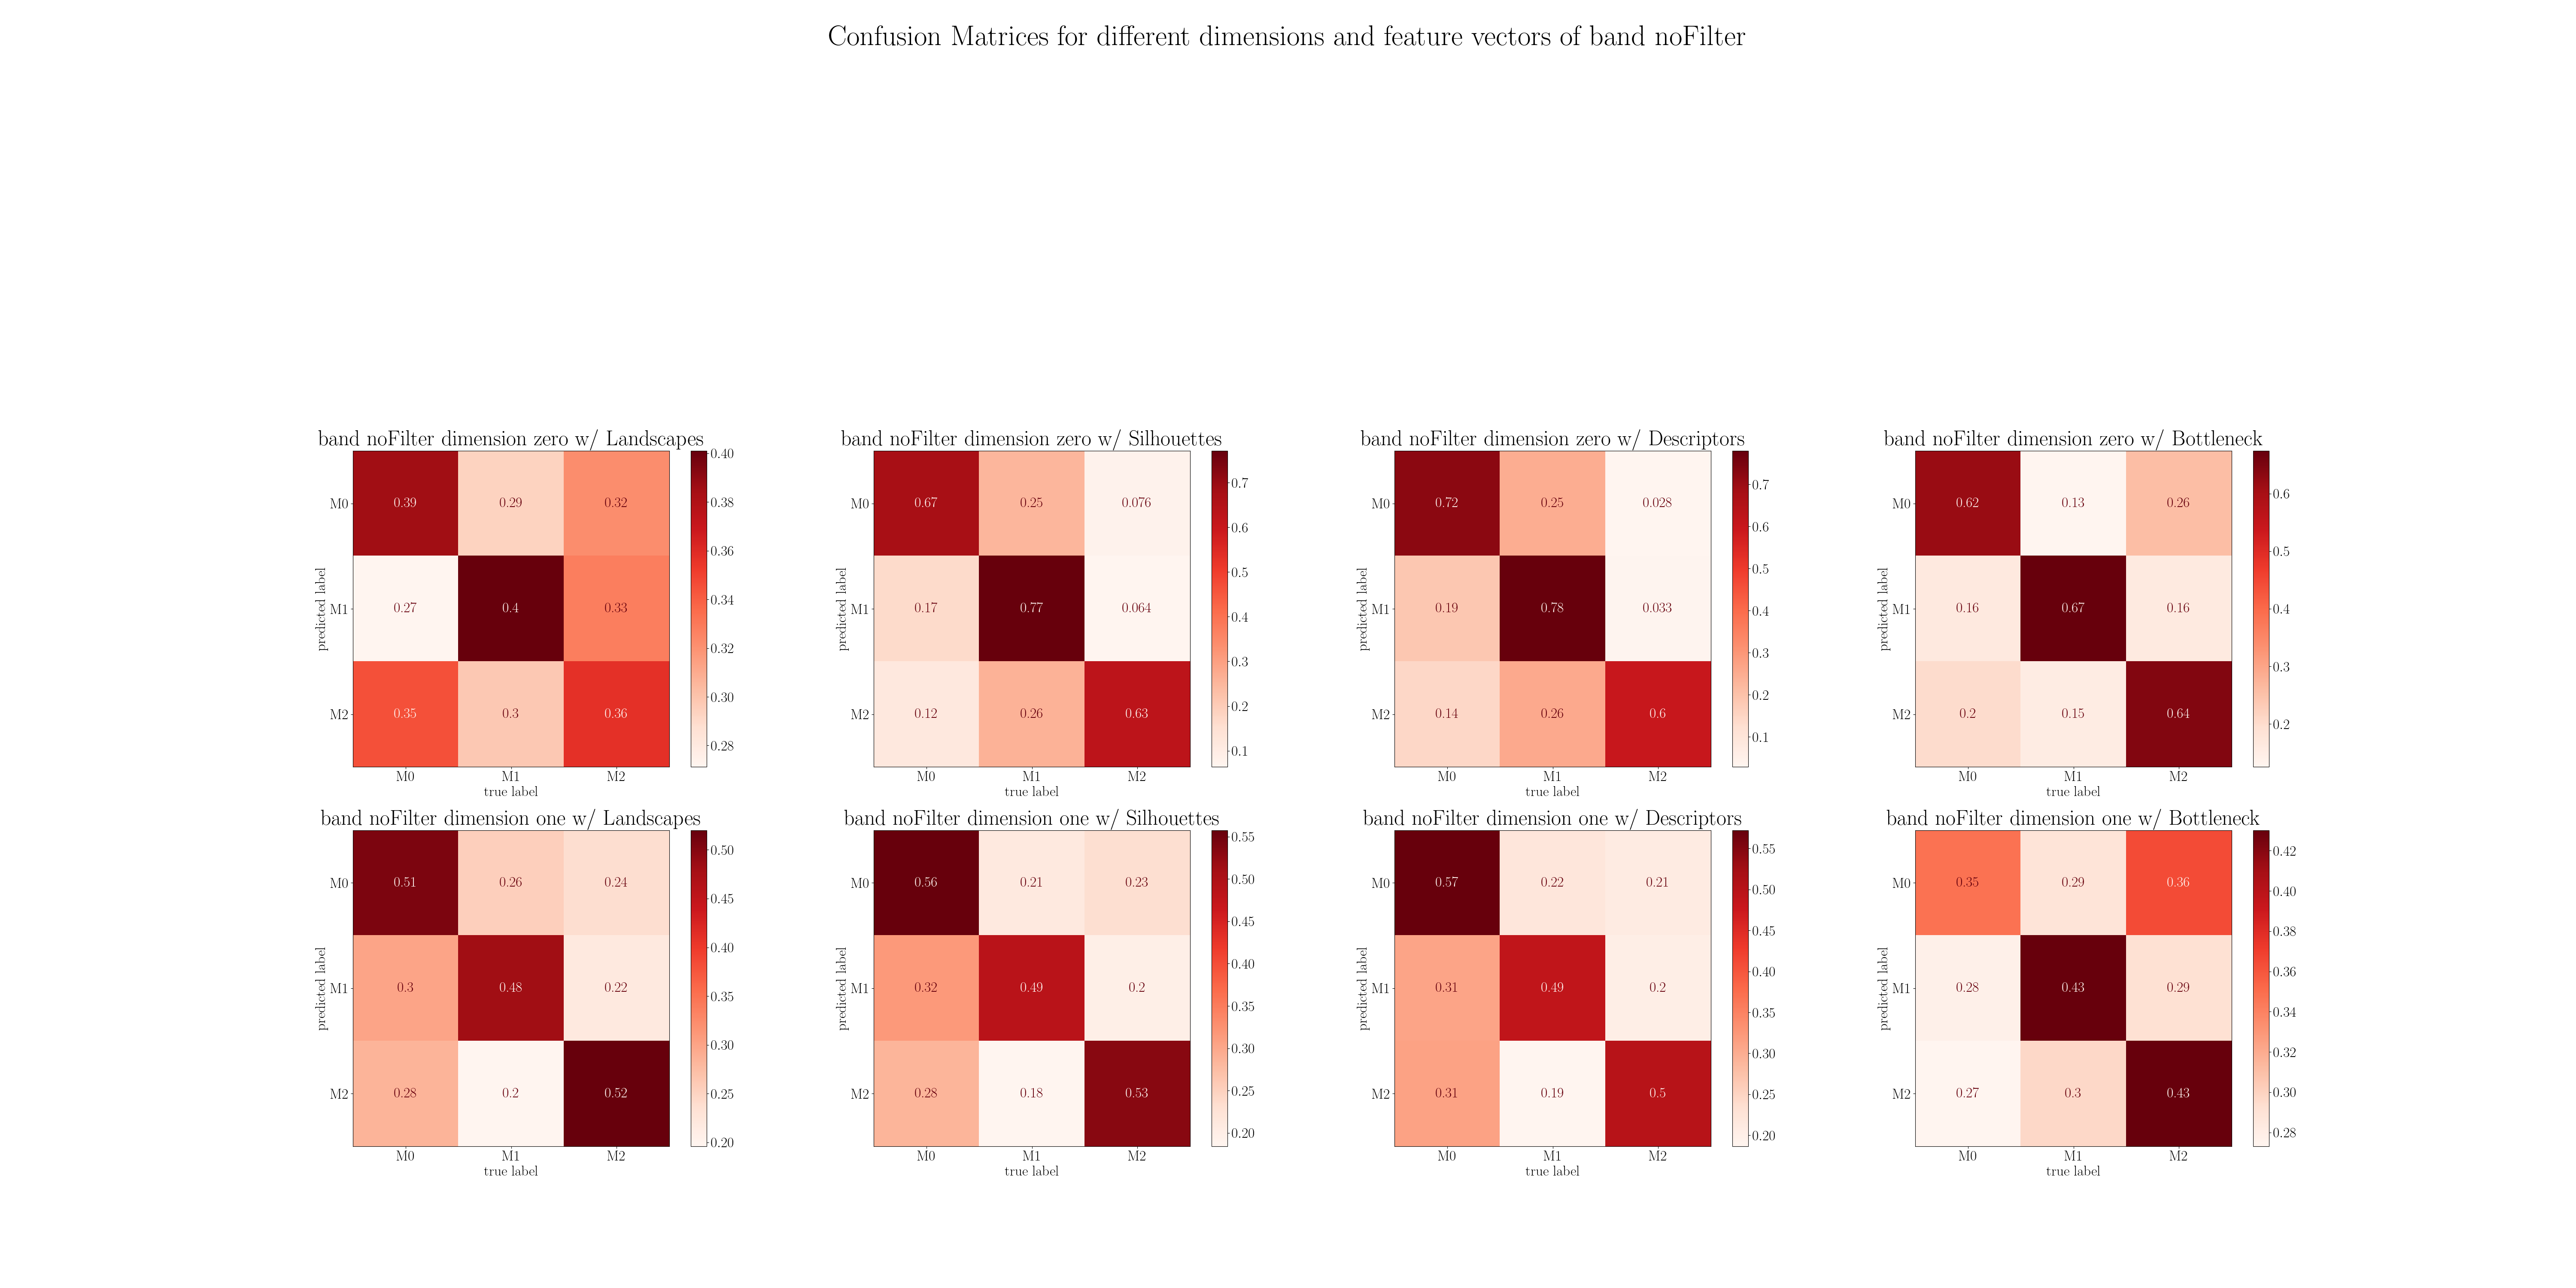 Confusion Matrices for different dimensions and feature vectors of band noFilter
band noFilter dimension zero w/ Landscapes
M0 0.39 0.29 0.32
M1 0.27 0.4 0.33
M2 0.35 0.3 0.36
M0 M1 M2
true label
predicted label
0.40
0.38
0.36
0.34
0.32
0.30
0.28
band noFilter dimension zero w/ Silhouettes
M0 0.67 0.25 0.076
M1 0.17 0.77 0.064
M2 0.12 0.26 0.63
M0 M1 M2
true label
predicted label
0.7
0.6
0.5
0.4
0.3
0.2
0.1
band noFilter dimension zero w/ Descriptors
M0 0.72 0.25 0.028
M1 0.19 0.78 0.033
M2 0.14 0.26 0.6
M0 M1 M2
true label
predicted label
0.7
0.6
0.5
0.4
0.3
0.2
0.1
band noFilter dimension zero w/ Bottleneck
M0 0.62 0.13 0.26
M1 0.16 0.67 0.16
M2 0.2 0.15 0.64
M0 M1 M2
true label
predicted label
0.6
0.5
0.4
0.3
0.2
band noFilter dimension one w/ Landscapes
M0 0.51 0.26 0.24
M1 0.3 0.48 0.22
M2 0.28 0.2 0.52
M0 M1 M2
true label
predicted label
0.50
0.45
0.40
0.35
0.30
0.25
0.20
band noFilter dimension one w/ Silhouettes
M0 0.56 0.21 0.23
M1 0.32 0.49 0.2
M2 0.28 0.18 0.53
M0 M1 M2
true label
predicted label
0.55
0.50
0.45
0.40
0.35
0.30
0.25
0.20
band noFilter dimension one w/ Descriptors
M0 0.57 0.22 0.21
M1 0.31 0.49 0.2
M2 0.31 0.19 0.5
M0 M1 M2
true label
predicted label
0.55
0.50
0.45
0.40
0.35
0.30
0.25
0.20
band noFilter dimension one w/ Bottleneck
M0 0.35 0.29 0.36
M1 0.28 0.43 0.29
M2 0.27 0.3 0.43
M0 M1 M2
true label
predicted label
0.42
0.40
0.38
0.36
0.34
0.32
0.30
0.28